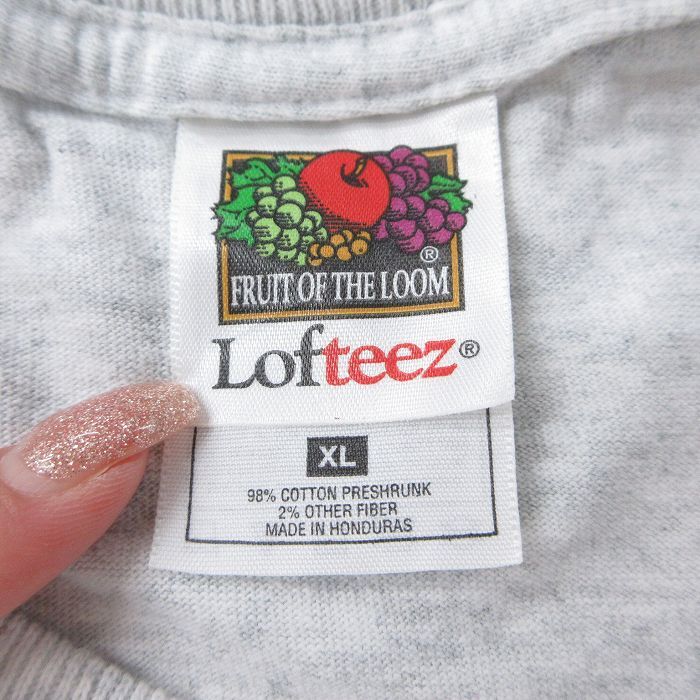 ®
FRUIT OF THE LOOM
Lofteez®
XL
98% COTTON PRESHRUNK
2% OTHER FIBER
MADE IN HONDURAS